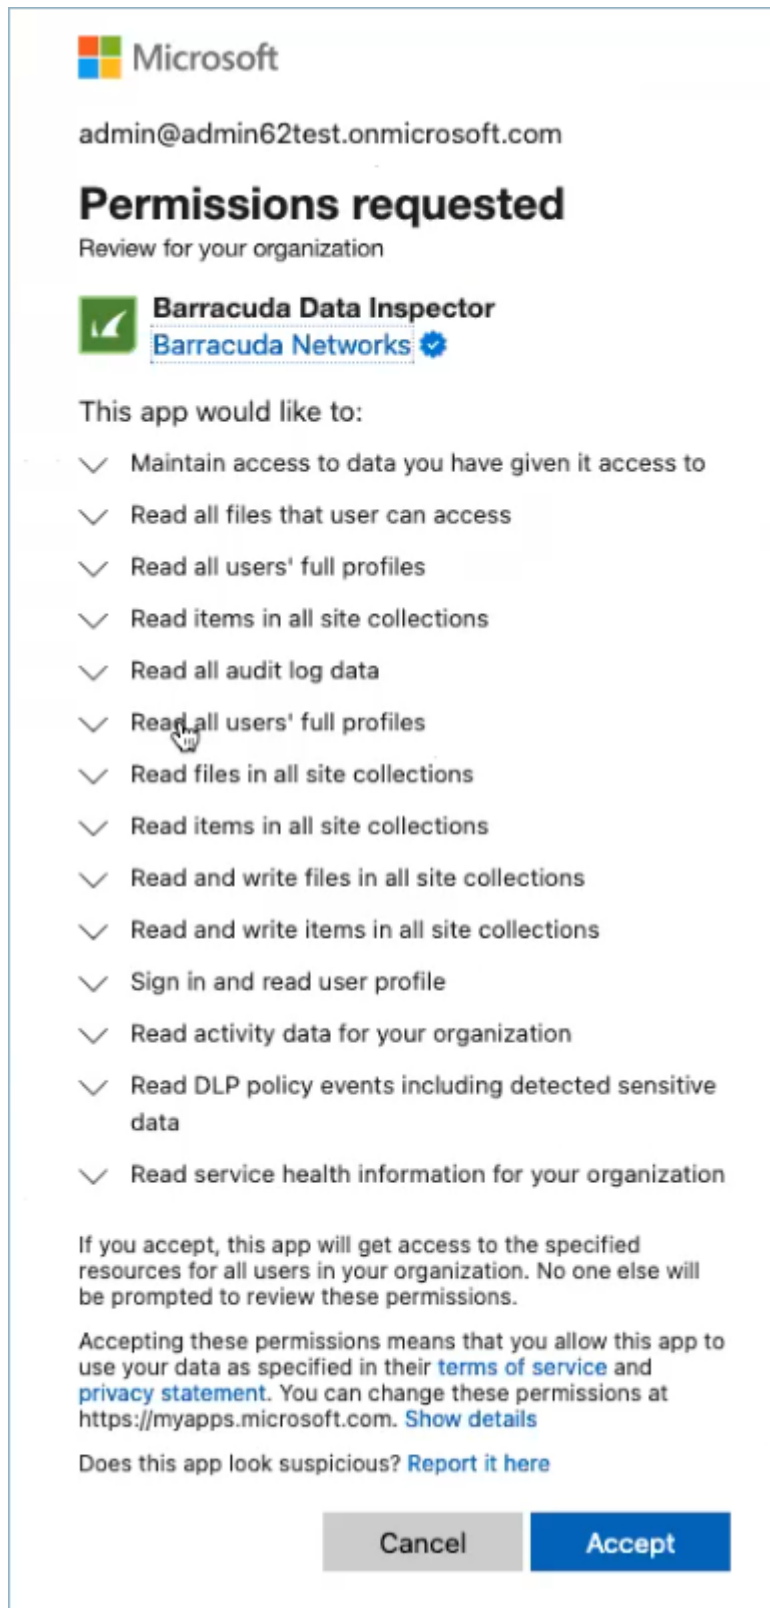 Microsoft
admin@admin62test.onmicrosoft.com
Permissions requested
Review for your organization
Barracuda Data Inspector
Barracuda Networks
This app would like to:
Maintain access to data you have given it access to
Read all files that user can access
Read all users' full profiles
Read items in all site collections
Read all audit log data
Read all users' full profiles
Read files in all site collections
Read items in all site collections
Read and write files in all site collections
Read and write items in all site collections
Sign in and read user profile
Read activity data for your organization
Read DLP policy events including detected sensitive
data
Read service health information for your organization
If you accept, this app will get access to the specified
resources for all users in your organization. No one else will
be prompted to review these permissions.
Accepting these permissions means that you allow this app to
use your data as specified in their terms of service and
privacy statement. You can change these permissions at
https://myapps.microsoft.com. Show details
Does this app look suspicious? Report it here
Cancel Accept